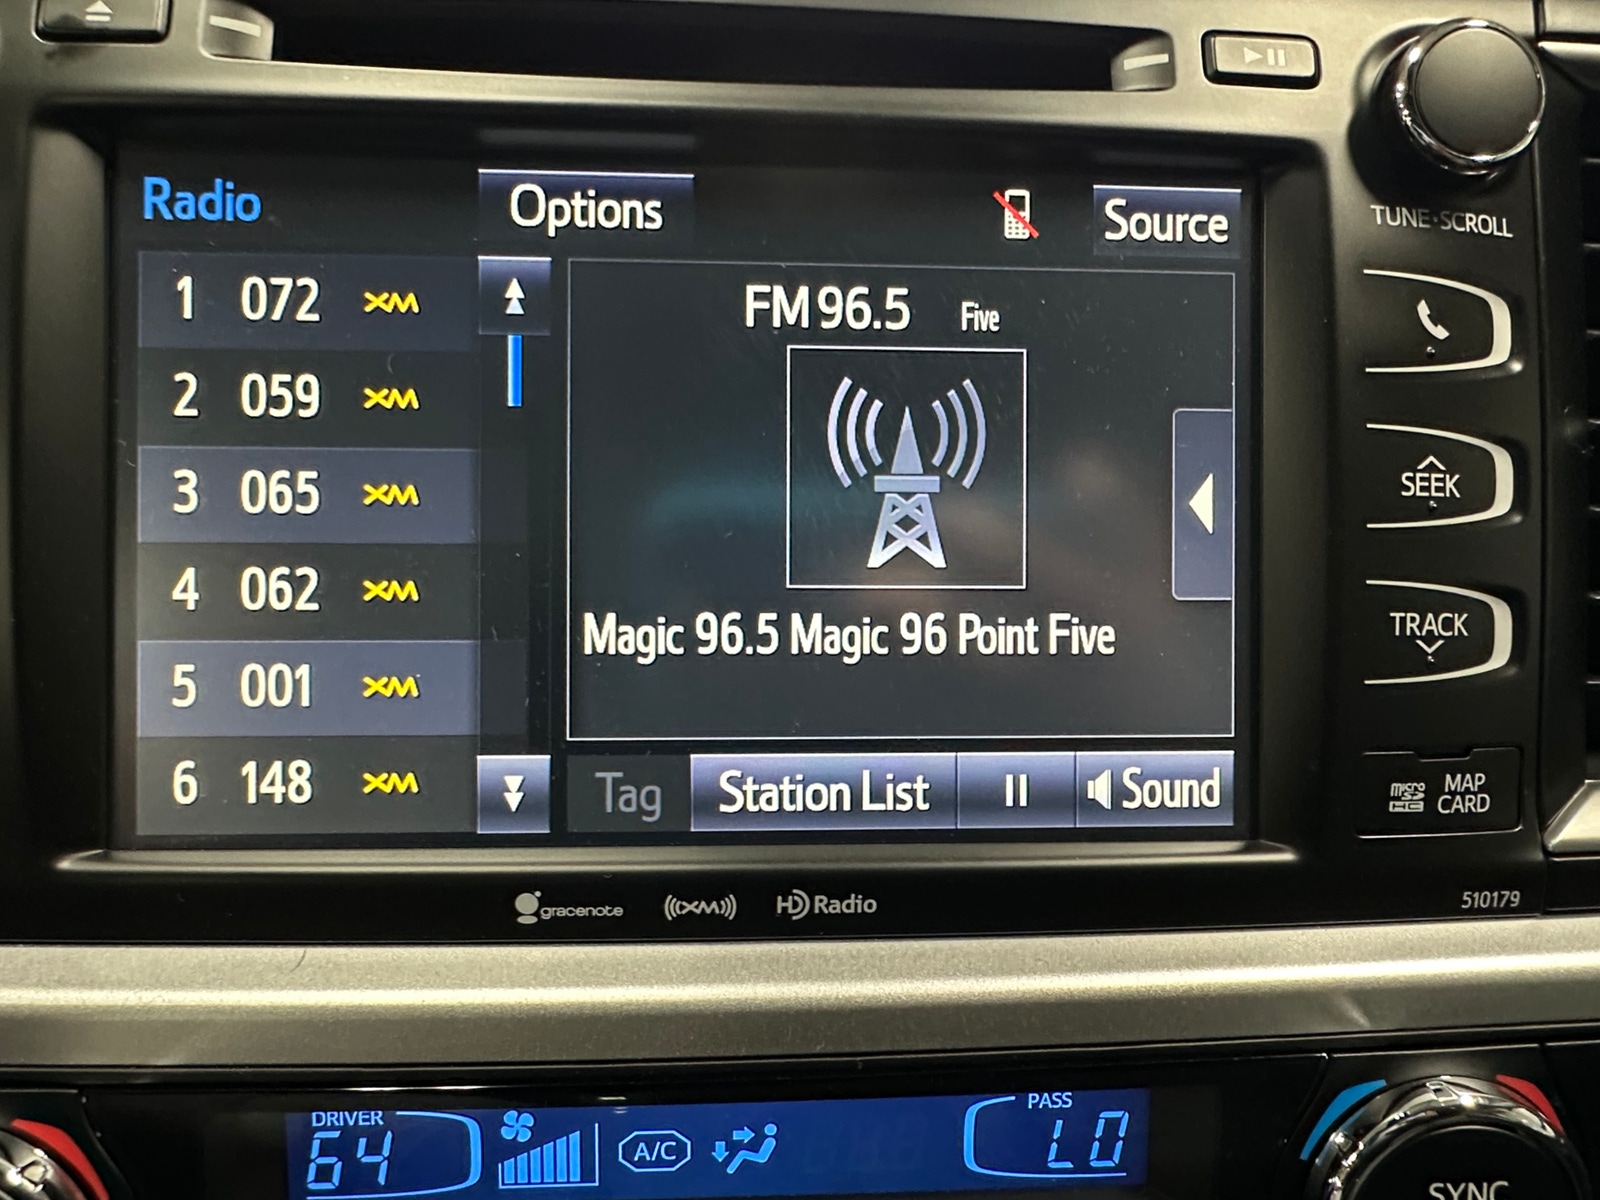 TUNE·SCROLL
Radio
Options
Source
1 072 XM
2 059 XM
3 065 XM
4 062 XM
5 001 XM
6 148 XM
FM 96.5 Five
Magic 96.5 Magic 96 Point Five
Tag
Station List
Sound
SEEK
TRACK
micro SD HC
MAP CARD
gracenote
((XM))
HD Radio
510179
DRIVER
64
A/C
PASS
LO
SYNC